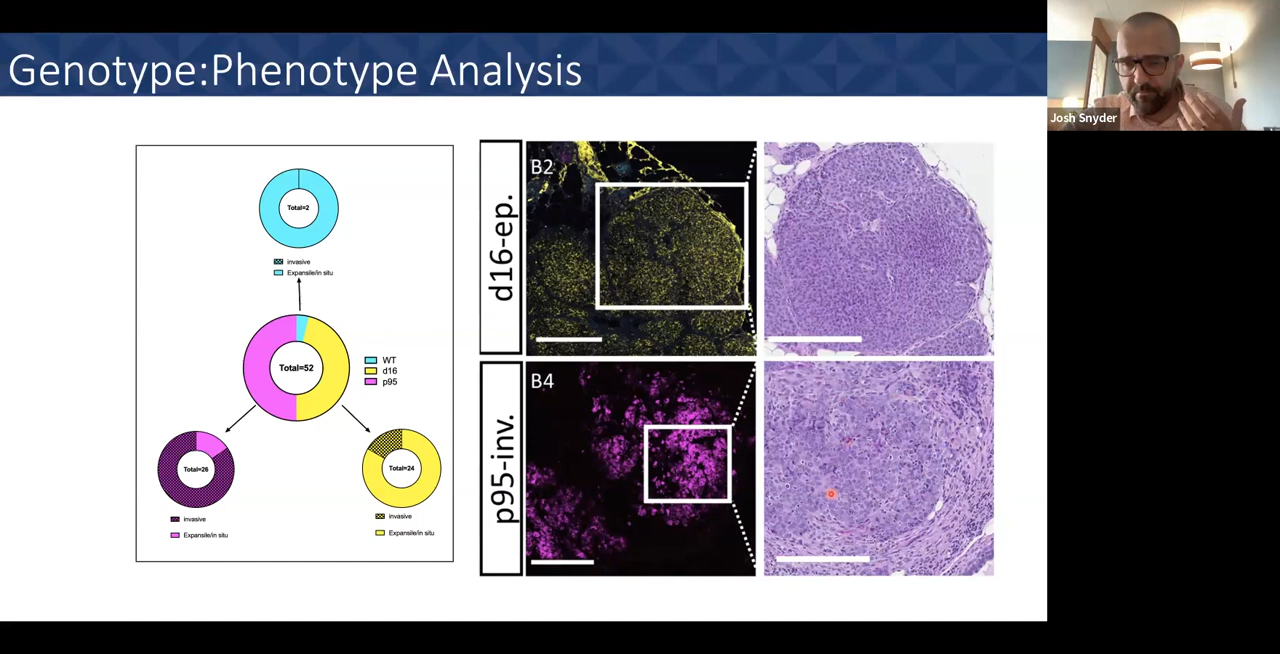 Genotype:Phenotype Analysis
Josh Snyder
Total=2
invasive
Expansile/in situ
Total=52
WT
d16
p95
Total=26
invasive
Expansile/in situ
Total=24
invasive
Expansile/in situ
d16-ep.
B2
p95-inv.
B4